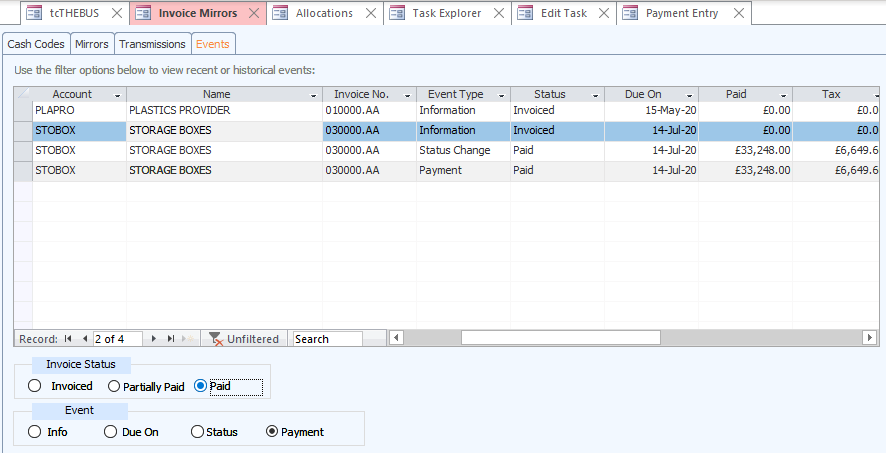 tcTHEBUS Invoice Mirrors Allocations Task Explorer Edit Task Payment Entry
Cash Codes Mirrors Transmissions Events
Use the filter options below to view recent or historical events:
Account Name Invoice No. Event Type Status Due On Paid Tax
PLAPRO PLASTICS PROVIDER 010000.AA Information Invoiced 15-May-20 £0.00 £0.0
STOBOX STORAGE BOXES 030000.AA Information Invoiced 14-Jul-20 £0.00 £0.0
STOBOX STORAGE BOXES 030000.AA Status Change Paid 14-Jul-20 £33,248.00 £6,649.6
STOBOX STORAGE BOXES 030000.AA Payment Paid 14-Jul-20 £33,248.00 £6,649.6
Record: 2 of 4 Unfiltered Search
Invoice Status
Invoiced Partially Paid Paid
Event
Info Due On Status Payment